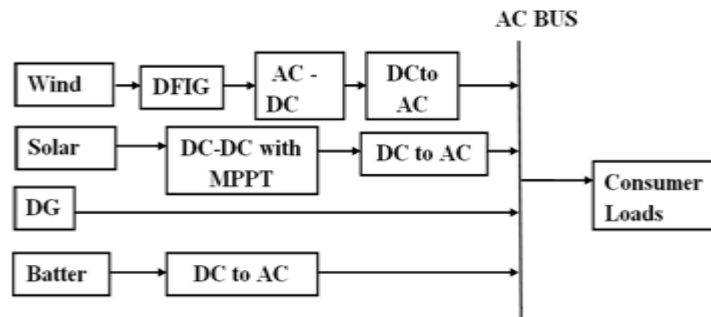 AC BUS
Wind
DFIG
AC -
DC
DCto
AC
Solar
DC-DC with
MPPT
DC to AC
Consumer
Loads
DG
Batter
DC to AC